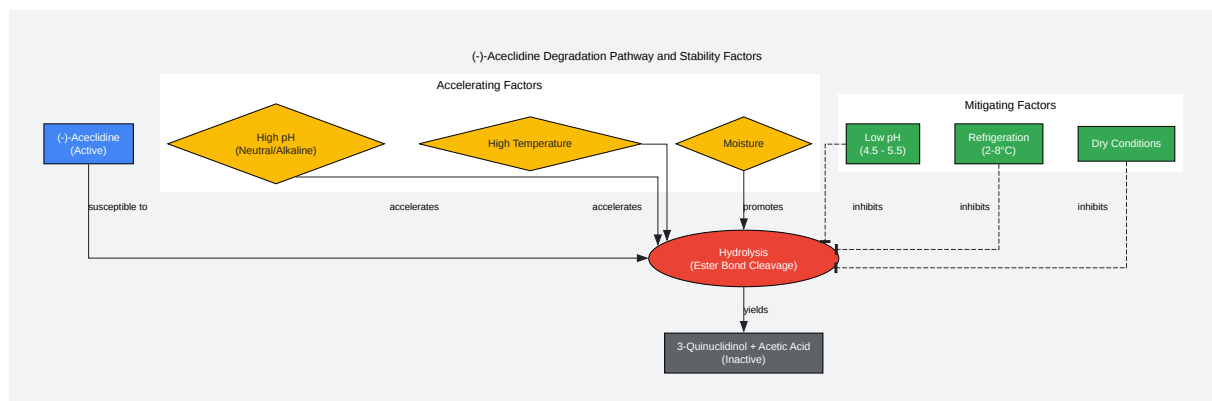 (-)-Aceclidine Degradation Pathway and Stability Factors
Accelerating Factors
Mitigating Factors
(-)-Aceclidine
(Active)
High pH
(Neutral/Alkaline)
High Temperature
Moisture
Low pH
(4.5 - 5.5)
Refrigeration
(2-8°C)
Dry Conditions
susceptible to
accelerates
accelerates
promotes
inhibits
inhibits
inhibits
Hydrolysis
(Ester Bond Cleavage)
yields
3-Quinuclidinol + Acetic Acid
(Inactive)